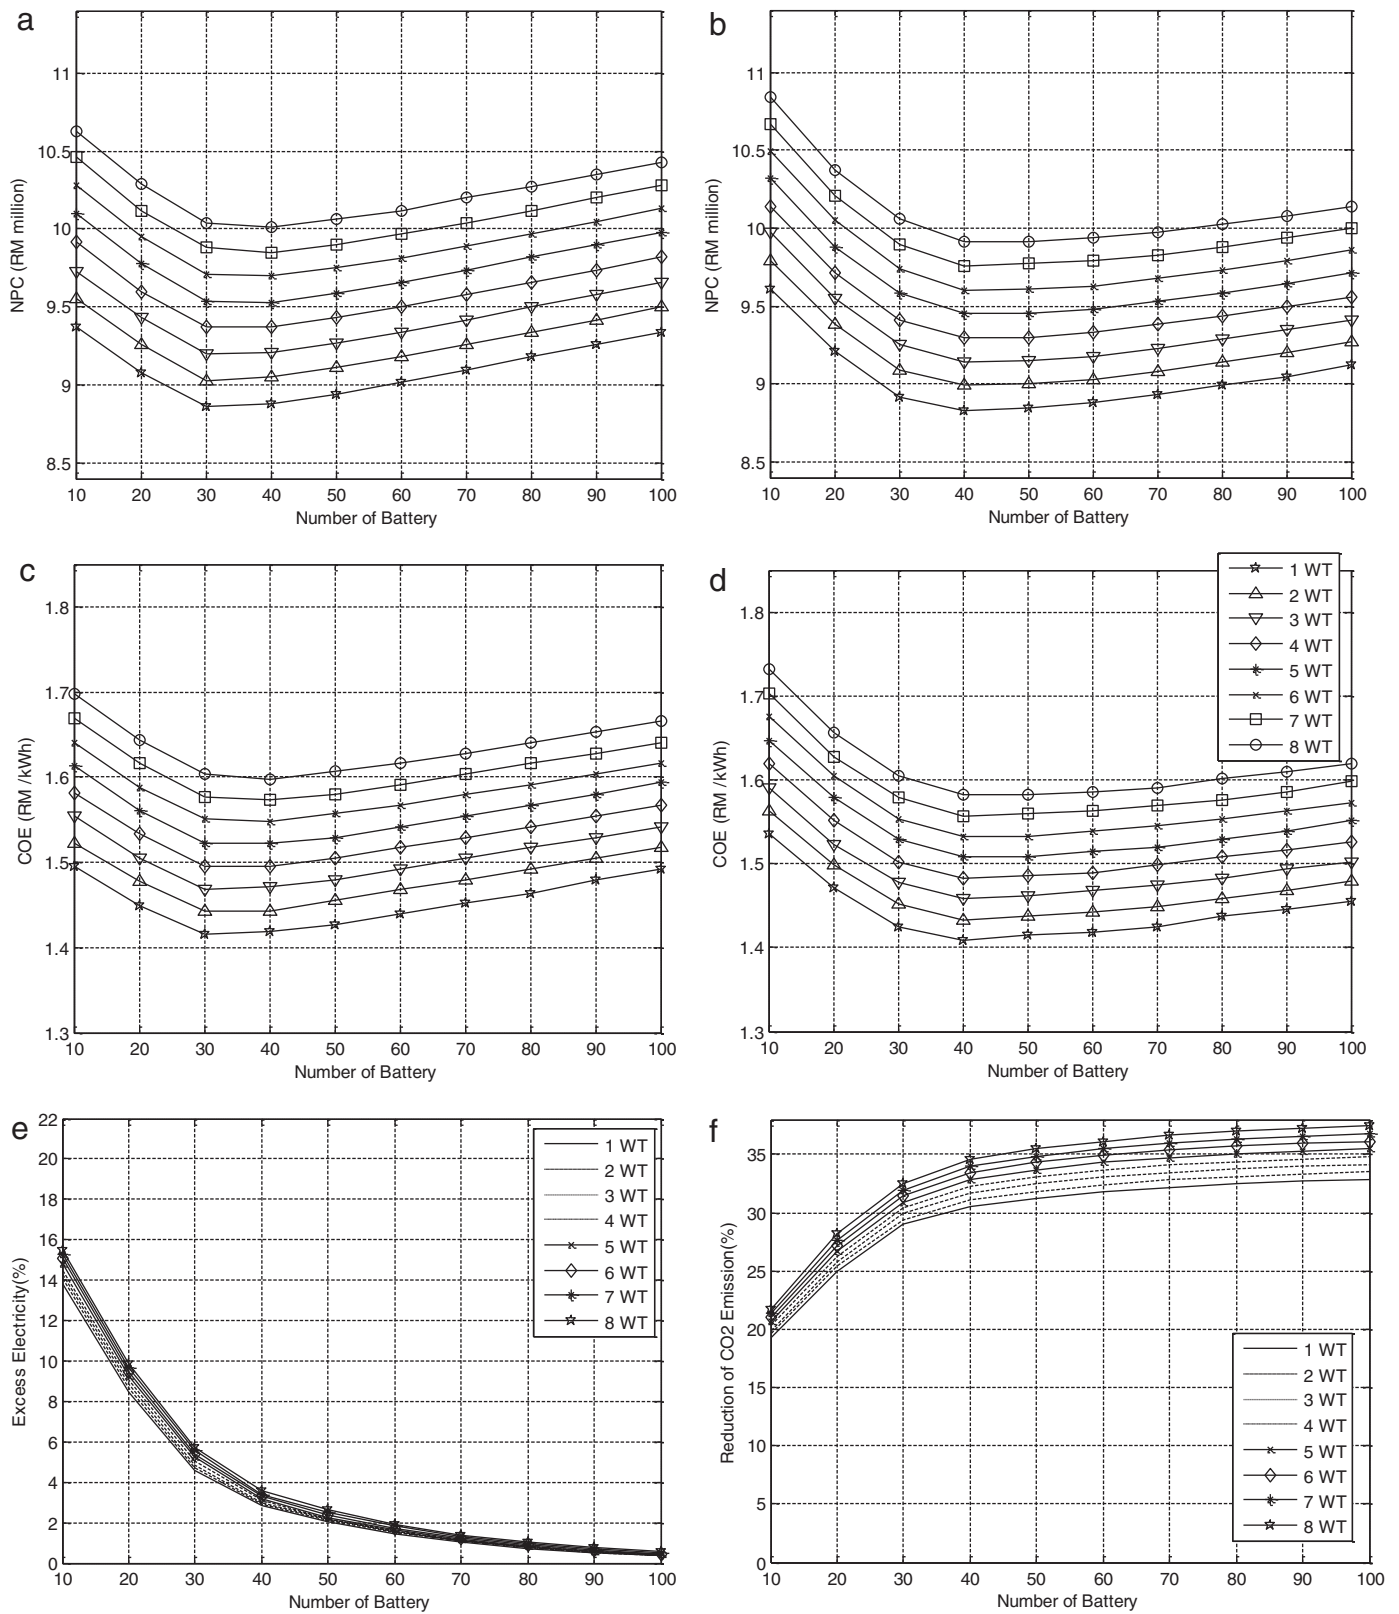 a
11
10.5
10
9.5
9
8.5
NPC (RM million)
10 20 30 40 50 60 70 80 90 100
Number of Battery
b
11
10.5
10
9.5
9
8.5
NPC (RM million)
10 20 30 40 50 60 70 80 90 100
Number of Battery
c
1.8
1.7
1.6
1.5
1.4
1.3
COE (RM /kWh)
10 20 30 40 50 60 70 80 90 100
Number of Battery
d
1.8
1.7
1.6
1.5
1.4
1.3
COE (RM /kWh)
1 WT
2 WT
3 WT
4 WT
5 WT
6 WT
7 WT
8 WT
10 20 30 40 50 60 70 80 90 100
Number of Battery
e
22
20
18
16
14
12
10
8
6
4
2
0
Excess Electricity(%)
1 WT
2 WT
3 WT
4 WT
5 WT
6 WT
7 WT
8 WT
10 20 30 40 50 60 70 80 90 100
Number of Battery
f
35
30
25
20
15
10
5
0
Reduction of CO2 Emission(%)
1 WT
2 WT
3 WT
4 WT
5 WT
6 WT
7 WT
8 WT
10 20 30 40 50 60 70 80 90 100
Number of Battery